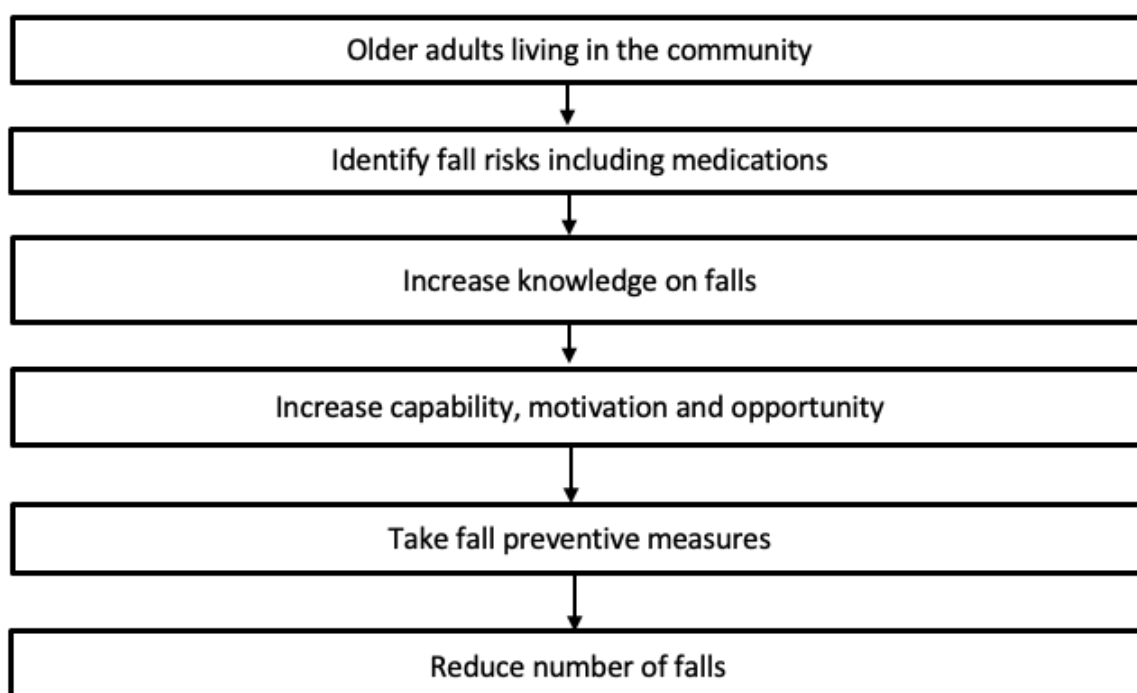 Older adults living in the community
Identify fall risks including medications
Increase knowledge on falls
Increase capability, motivation and opportunity
Take fall preventive measures
Reduce number of falls